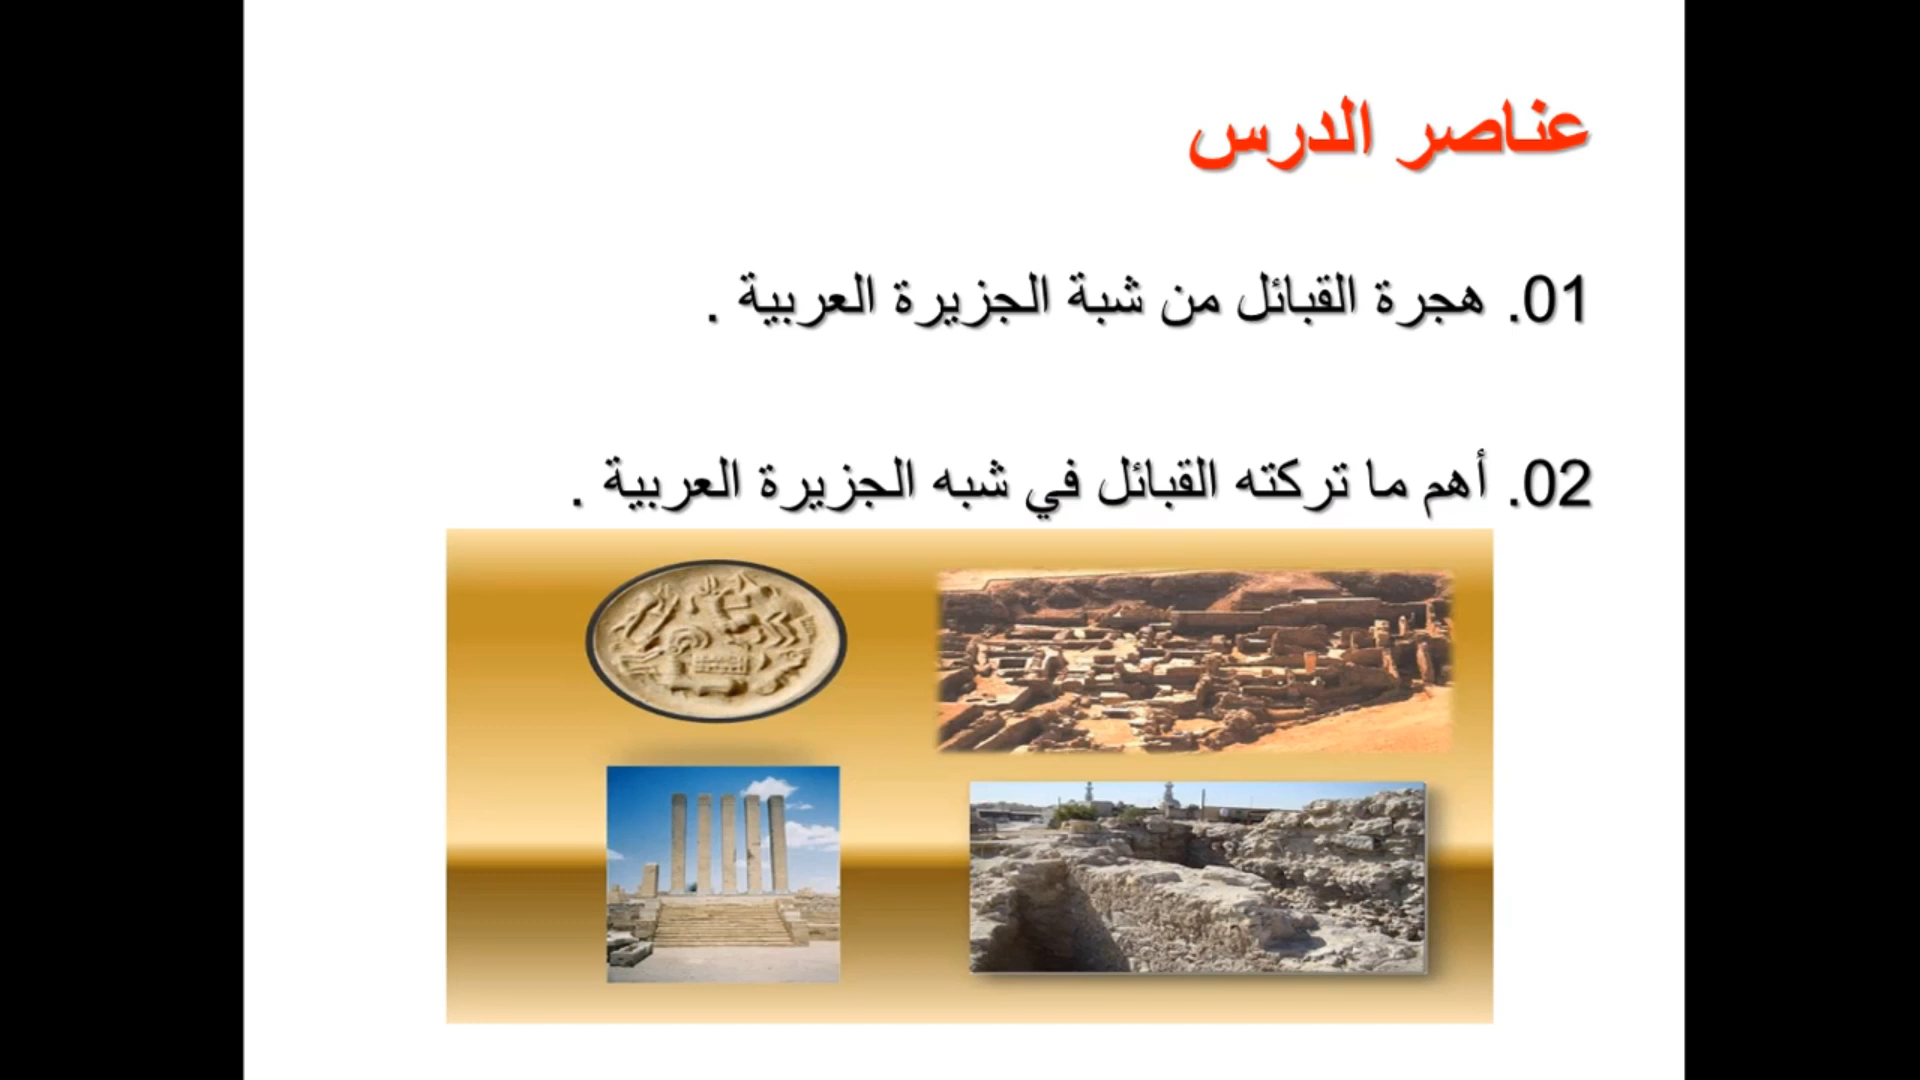 عناصر الدرس
01. هجرة القبائل من شبة الجزيرة العربية .
02. أهم ما تركته القبائل في شبه الجزيرة العربية .